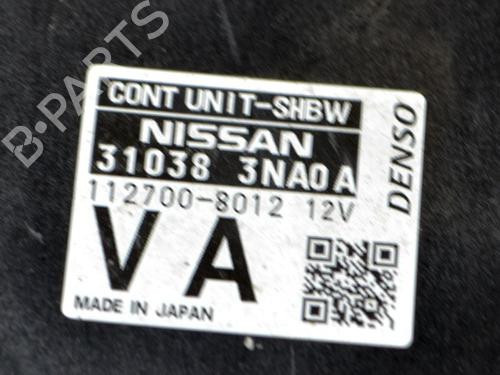 B-PARTS
CONT UNIT-SHBW
NISSAN
31038 3NA0A
112700-8012 12V
DENSO
VA
MADE IN JAPAN